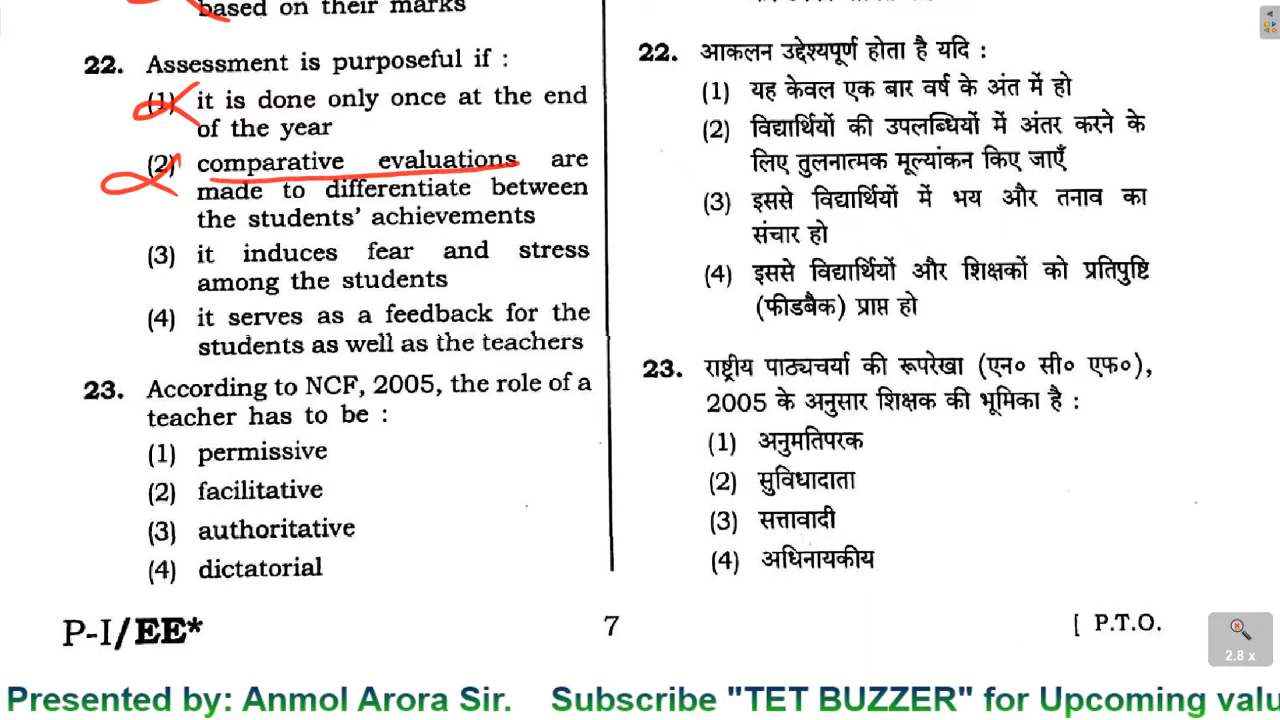 based on their marks
22. Assessment is purposeful if :
(1) it is done only once at the end
of the year
(2) comparative evaluations are
made to differentiate between
the students' achievements
(3) it induces fear and stress
among the students
(4) it serves as a feedback for the
students as well as the teachers
23. According to NCF, 2005, the role of a
teacher has to be :
(1) permissive
(2) facilitative
(3) authoritative
(4) dictatorial
22. आकलन उद्देश्यपूर्ण होता है यदि :
(1) यह केवल एक बार वर्ष के अंत में हो
(2) विद्यार्थियों की उपलब्धियों में अंतर करने के
लिए तुलनात्मक मूल्यांकन किए जाएँ
(3) इससे विद्यार्थियों में भय और तनाव का
संचार हो
(4) इससे विद्यार्थियों और शिक्षकों को प्रतिपुष्टि
(फीडबैक) प्राप्त हो
23. राष्ट्रीय पाठ्यचर्या की रूपरेखा (एन० सी० एफ०),
2005 के अनुसार शिक्षक की भूमिका है :
(1) अनुमतिपरक
(2) सुविधादाता
(3) सत्तावादी
(4) अधिनायकीय
P-I/EE*
7
[ P.T.O.
2.8 x
Presented by: Anmol Arora Sir. Subscribe "TET BUZZER" for Upcoming valu